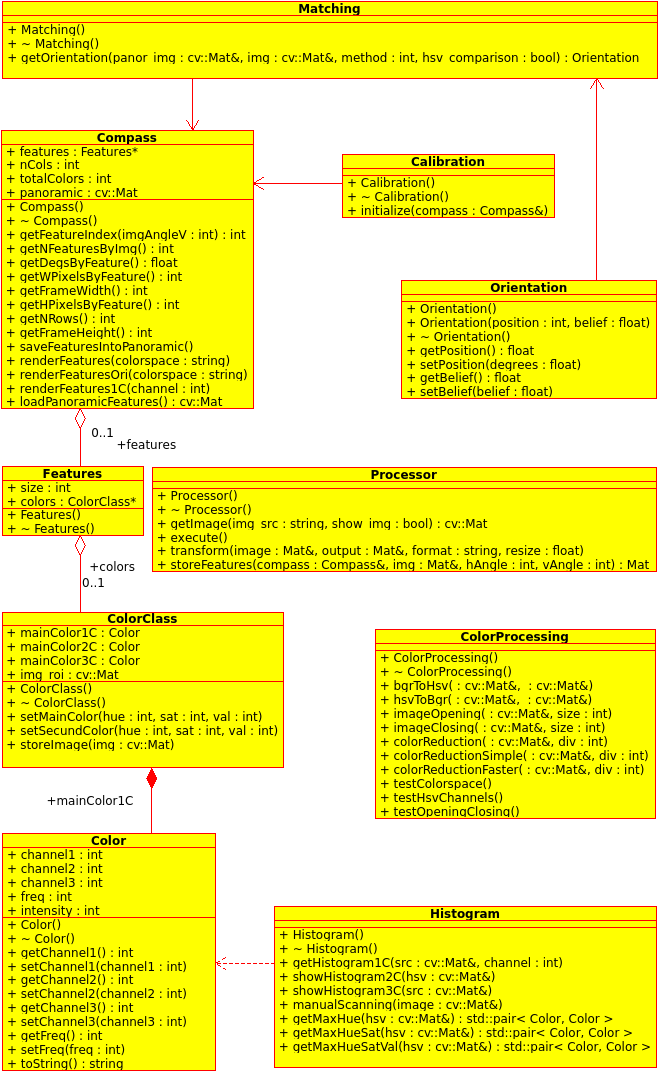 Matching
+ Matching()
+ ~ Matching()
+ getOrientation(panor_img : cv::Mat&, img : cv::Mat&, method : int, hsv_comparison : bool) : Orientation
Compass
+ features : Features*
+ nCols : int
+ totalColors : int
+ panoramic : cv::Mat
+ Compass()
+ ~ Compass()
+ getFeatureIndex(imgAngleV : int) : int
+ getNFeaturesByImg() : int
+ getDegsByFeature() : float
+ getWPixelsByFeature() : int
+ getFrameWidth() : int
+ getHPixelsByFeature() : int
+ getNRows() : int
+ getFrameHeight() : int
+ saveFeaturesIntoPanoramic()
+ renderFeatures(colorspace : string)
+ renderFeaturesOri(colorspace : string)
+ renderFeatures1C(channel : int)
+ loadPanoramicFeatures() : cv::Mat
Calibration
+ Calibration()
+ ~ Calibration()
+ initialize(compass : Compass&)
Orientation
+ Orientation()
+ Orientation(position : int, belief : float)
+ ~ Orientation()
+ getPosition() : float
+ setPosition(degrees : float)
+ getBelief() : float
+ setBelief(belief : float)
0..1
+features
Features
+ size : int
+ colors : ColorClass*
+ Features()
+ ~ Features()
Processor
+ Processor()
+ ~ Processor()
+ getImage(img_src : string, show_img : bool) : cv::Mat
+ execute()
+ transform(image : Mat&, output : Mat&, format : string, resize : float)
+ storeFeatures(compass : Compass&, img : Mat&, hAngle : int, vAngle : int) : Mat
+colors
0..1
ColorClass
+ mainColor1C : Color
+ mainColor2C : Color
+ mainColor3C : Color
+ img_roi : cv::Mat
+ ColorClass()
+ ~ ColorClass()
+ setMainColor(hue : int, sat : int, val : int)
+ setSecundColor(hue : int, sat : int, val : int)
+ storeImage(img : cv::Mat)
ColorProcessing
+ ColorProcessing()
+ ~ ColorProcessing()
+ bgrToHsv( : cv::Mat&,  : cv::Mat&)
+ hsvToBgr( : cv::Mat&,  : cv::Mat&)
+ imageOpening( : cv::Mat&, size : int)
+ imageClosing( : cv::Mat&, size : int)
+ colorReduction( : cv::Mat&, div : int)
+ colorReductionSimple( : cv::Mat&, div : int)
+ colorReductionFaster( : cv::Mat&, div : int)
+ testColorspace()
+ testHsvChannels()
+ testOpeningClosing()
+mainColor1C
Color
+ channel1 : int
+ channel2 : int
+ channel3 : int
+ freq : int
+ intensity : int
+ Color()
+ ~ Color()
+ getChannel1() : int
+ setChannel1(channel1 : int)
+ getChannel2() : int
+ setChannel2(channel2 : int)
+ getChannel3() : int
+ setChannel3(channel3 : int)
+ getFreq() : int
+ setFreq(freq : int)
+ toString() : string
Histogram
+ Histogram()
+ ~ Histogram()
+ getHistogram1C(src : cv::Mat&, channel : int)
+ showHistogram2C(hsv : cv::Mat&)
+ showHistogram3C(src : cv::Mat&)
+ manualScanning(image : cv::Mat&)
+ getMaxHue(hsv : cv::Mat&) : std::pair< Color, Color >
+ getMaxHueSat(hsv : cv::Mat&) : std::pair< Color, Color >
+ getMaxHueSatVal(hsv : cv::Mat&) : std::pair< Color, Color >